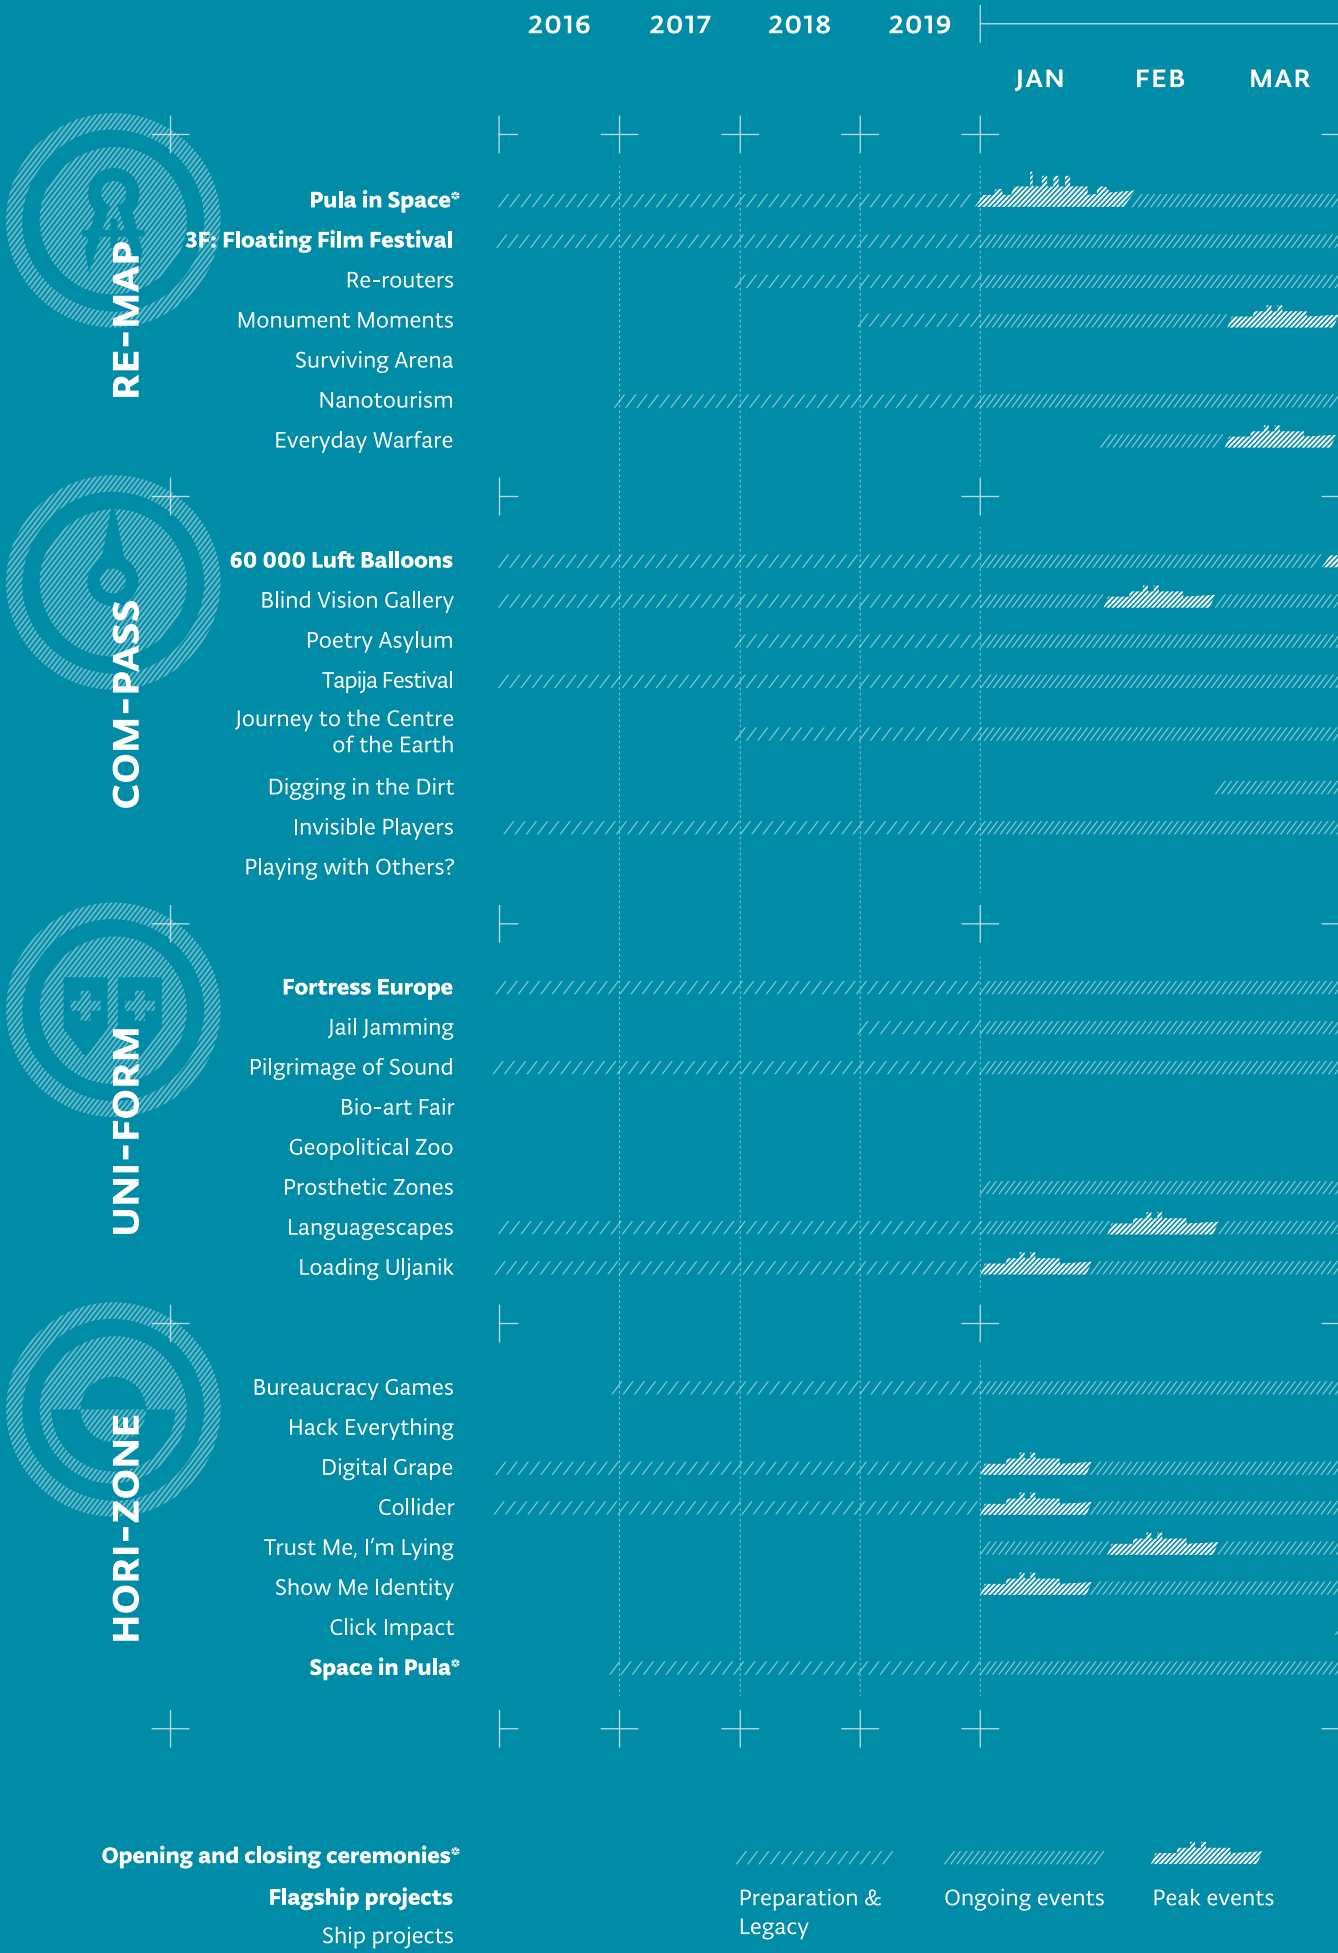 2016 2017 2018 2019
JAN FEB MAR
RE-MAP
Pula in Space*
3F: Floating Film Festival
Re-routers
Monument Moments
Surviving Arena
Nanotourism
Everyday Warfare
COM-PASS
60 000 Luft Balloons
Blind Vision Gallery
Poetry Asylum
Tapija Festival
Journey to the Centre
of the Earth
Digging in the Dirt
Invisible Players
Playing with Others?
UNI-FORM
Fortress Europe
Jail Jamming
Pilgrimage of Sound
Bio-art Fair
Geopolitical Zoo
Prosthetic Zones
Languagescapes
Loading Uljanik
HORI-ZONE
Bureaucracy Games
Hack Everything
Digital Grape
Collider
Trust Me, I'm Lying
Show Me Identity
Click Impact
Space in Pula*
Opening and closing ceremonies*
Flagship projects
Ship projects
Preparation &
Legacy
Ongoing events
Peak events